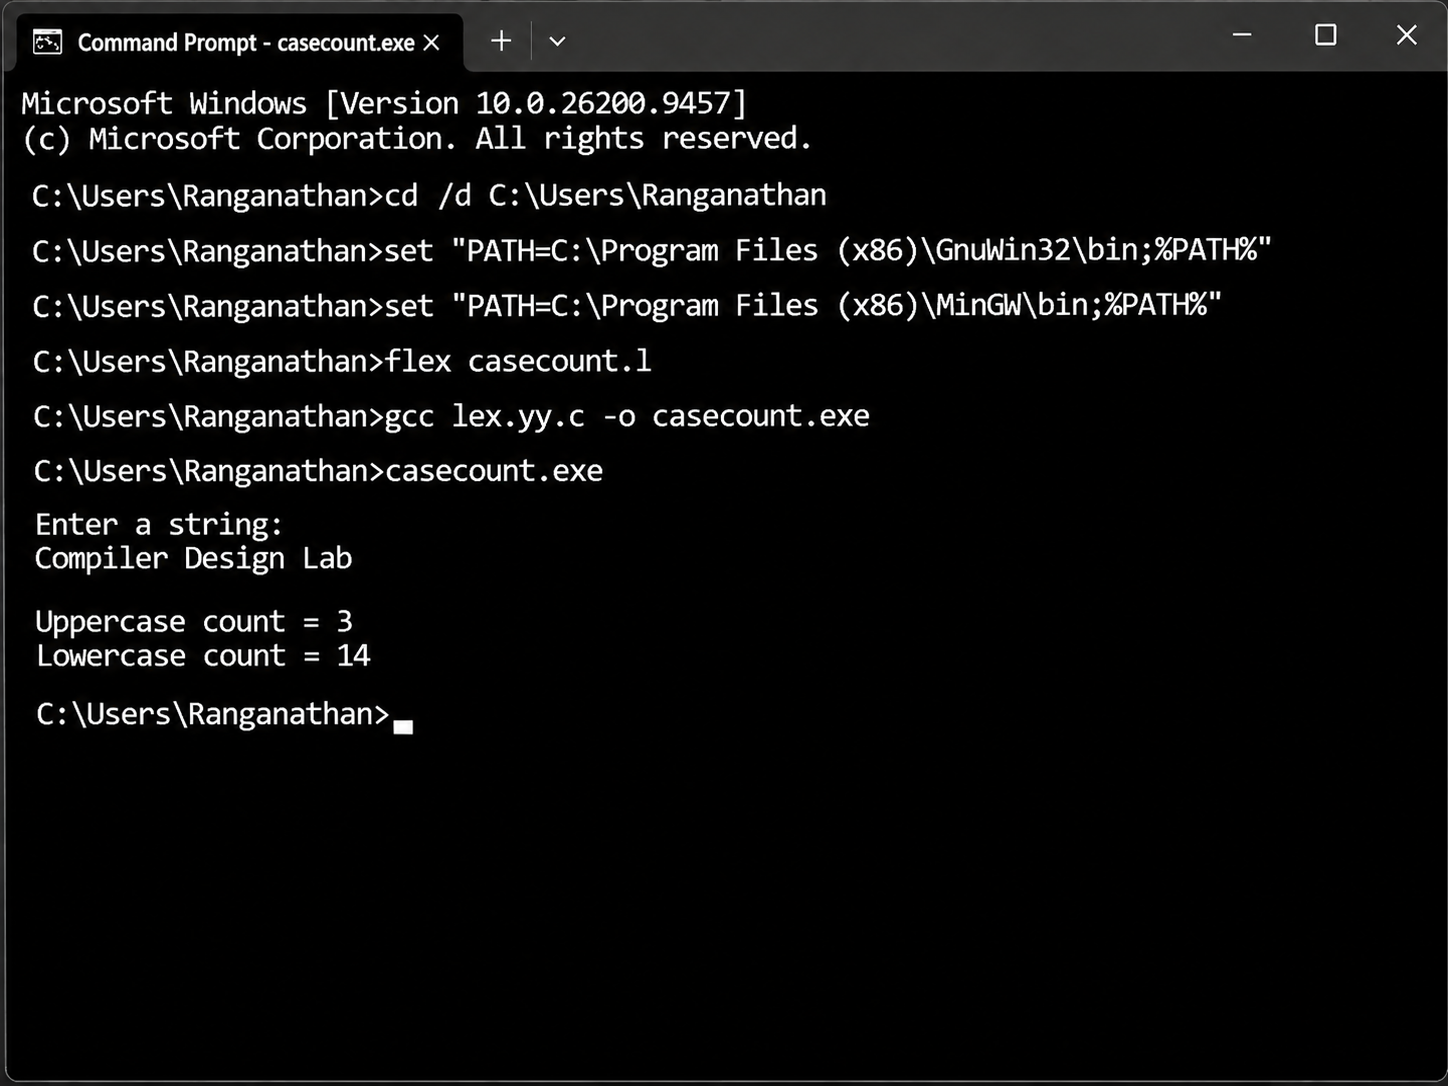 Command Prompt - casecount.exe
Microsoft Windows [Version 10.0.26200.9457]
(c) Microsoft Corporation. All rights reserved.
C:\Users\Ranganathan>cd /d C:\Users\Ranganathan
C:\Users\Ranganathan>set "PATH=C:\Program Files (x86)\GnuWin32\bin;%PATH%"
C:\Users\Ranganathan>set "PATH=C:\Program Files (x86)\MinGW\bin;%PATH%"
C:\Users\Ranganathan>flex casecount.l
C:\Users\Ranganathan>gcc lex.yy.c -o casecount.exe
C:\Users\Ranganathan>casecount.exe
Enter a string:
Compiler Design Lab
Uppercase count = 3
Lowercase count = 14
C:\Users\Ranganathan>